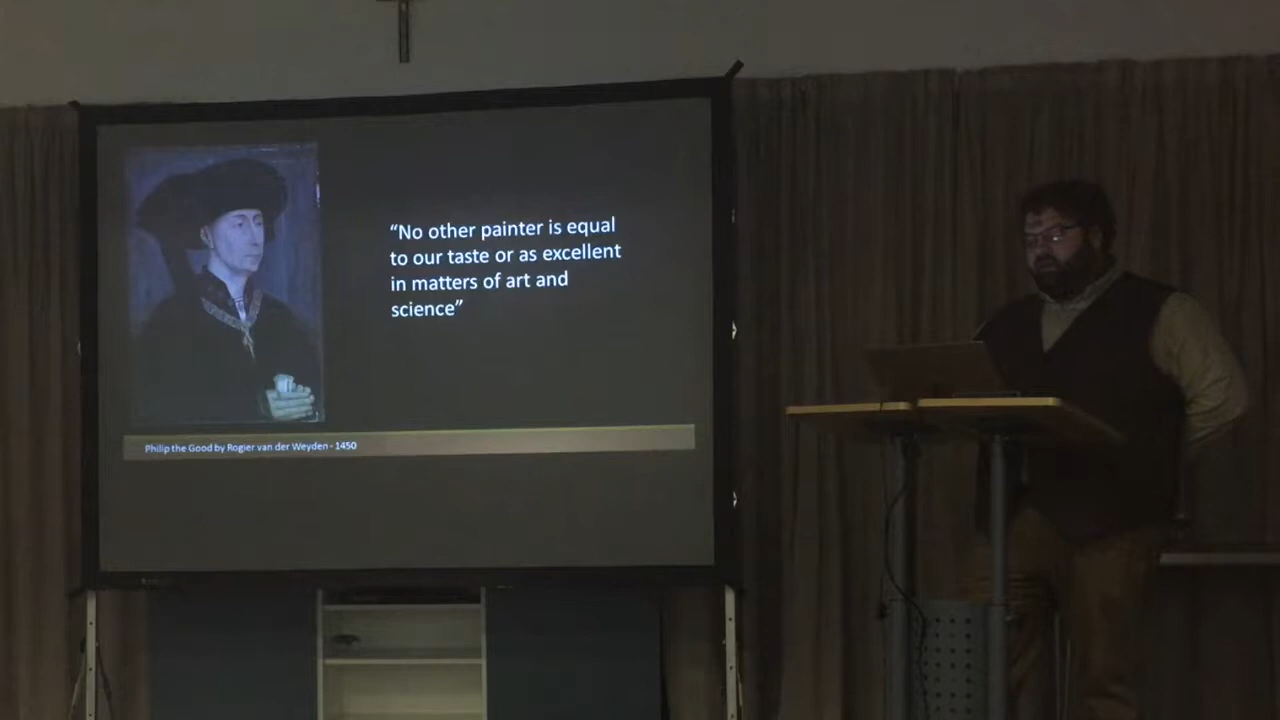 “No other painter is equal
to our taste or as excellent
in matters of art and
science”
Philip the Good by Rogier van der Weyden - 1450